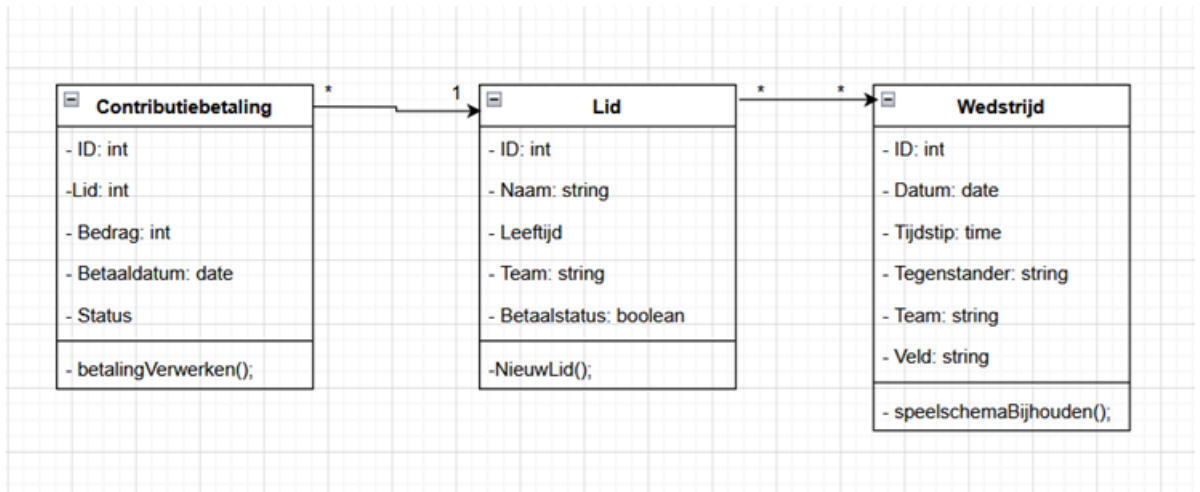 * 1 * *
Contributiebetaling
- ID: int
-Lid: int
- Bedrag: int
- Betaaldatum: date
- Status
- betalingVerwerken();
Lid
- ID: int
- Naam: string
- Leeftijd
- Team: string
- Betaalstatus: boolean
-NieuwLid();
Wedstrijd
- ID: int
- Datum: date
- Tijdstip: time
- Tegenstander: string
- Team: string
- Veld: string
- speelschemaBijhouden();